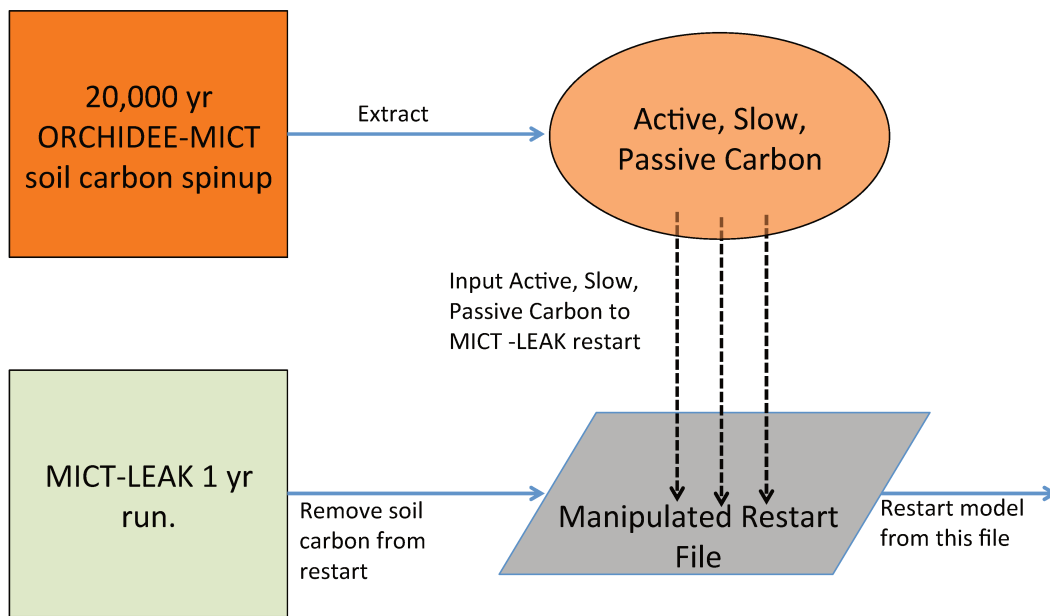 20,000 yr
ORCHIDEE-MICT
soil carbon spinup
Extract
Active, Slow,
Passive Carbon
Input Active, Slow,
Passive Carbon to
MICT -LEAK restart
MICT-LEAK 1 yr
run.
Remove soil
carbon from
restart
Manipulated Restart
File
Restart model
from this file